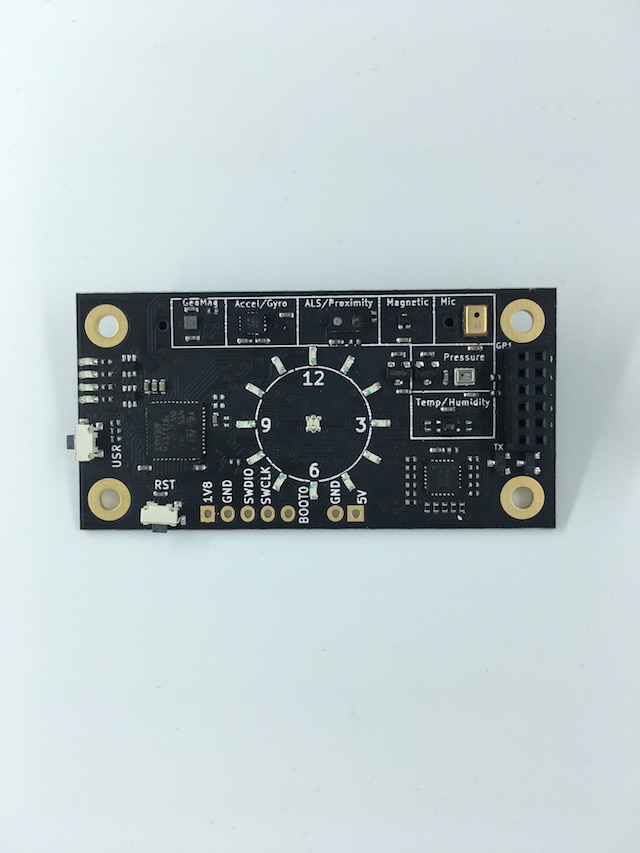 GeoMag Accel/Gyro ALS/Proximity Magnetic Mic
GP1
Pressure
12
Temp/Humidity
9 3
TX
6
USR
RST
1V8
GND
SWDIO
SWCLK
BOOT0
GND
5V